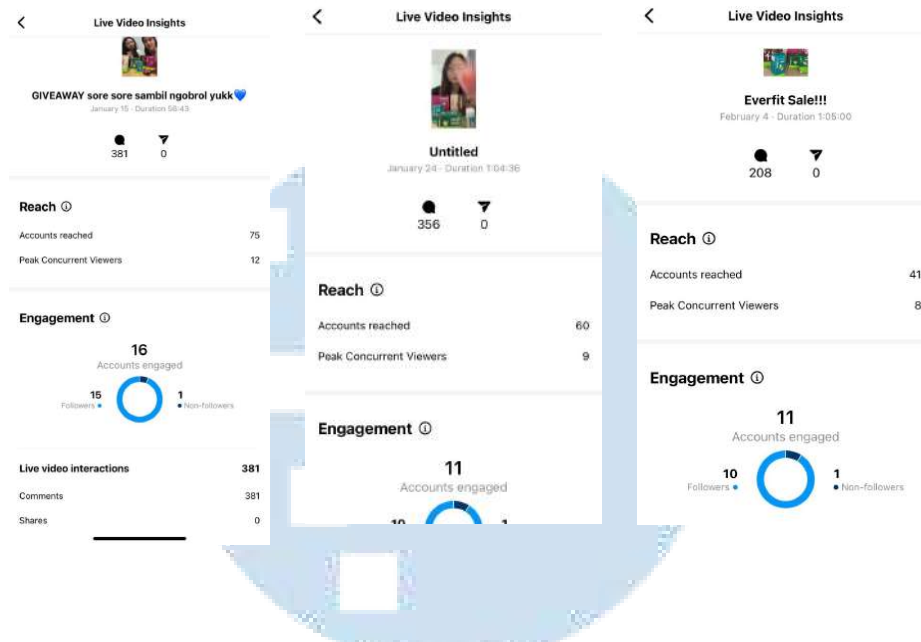 Live Video Insights
GIVEAWAY sore sore sambil ngobrol yukk💙
January 15 · Duration 56:43
381 0
Reach
Accounts reached 75
Peak Concurrent Viewers 12
Engagement
16
Accounts engaged
15 1
Followers Non-followers
Live video interactions 381
Comments 381
Shares 0
Live Video Insights
Untitled
January 24 · Duration 1:04:36
356 0
Reach
Accounts reached 60
Peak Concurrent Viewers 9
Engagement
11
Accounts engaged
10 1
Live Video Insights
Everfit Sale!!!
February 4 · Duration 1:05:00
208 0
Reach
Accounts reached 41
Peak Concurrent Viewers 8
Engagement
11
Accounts engaged
10 1
Followers Non-followers